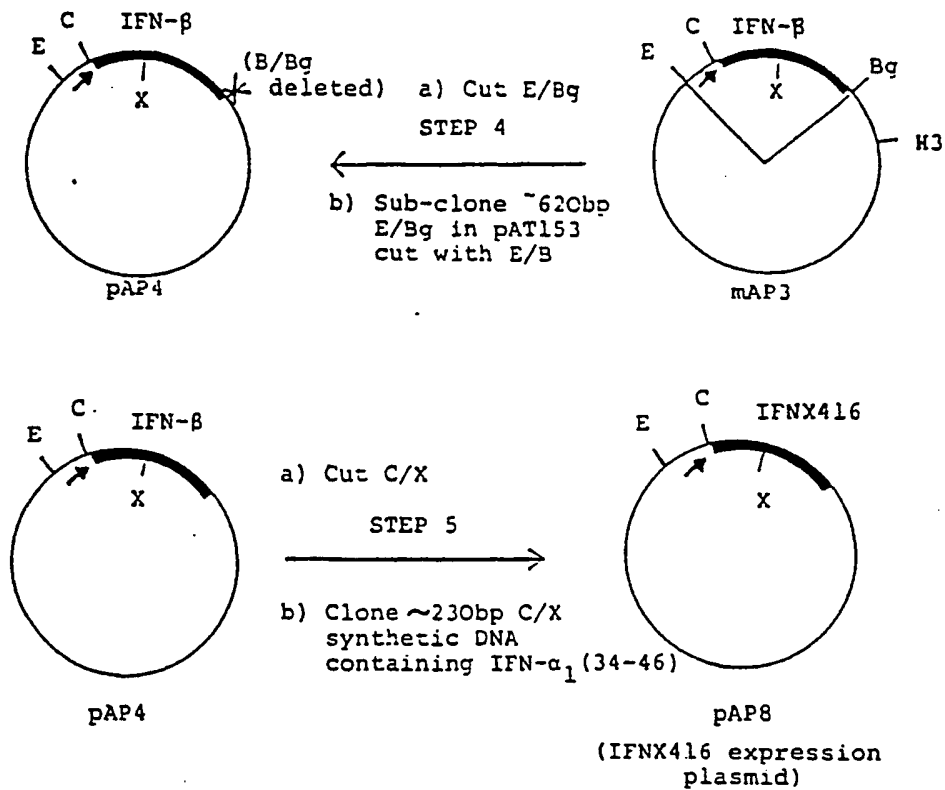 E C IFN-β
(B/Bg
deleted)
X
pAP4
a) Cut E/Bg
STEP 4
b) Sub-clone ~620bp
E/Bg in pAT153
cut with E/B
E C IFN-β
Bg
X
H3
mAP3
E C IFN-β
X
pAP4
a) Cut C/X
STEP 5
b) Clone ~230bp C/X
synthetic DNA
containing IFN-α1(34-46)
E C IFNX416
X
pAP8
(IFNX416 expression
plasmid)